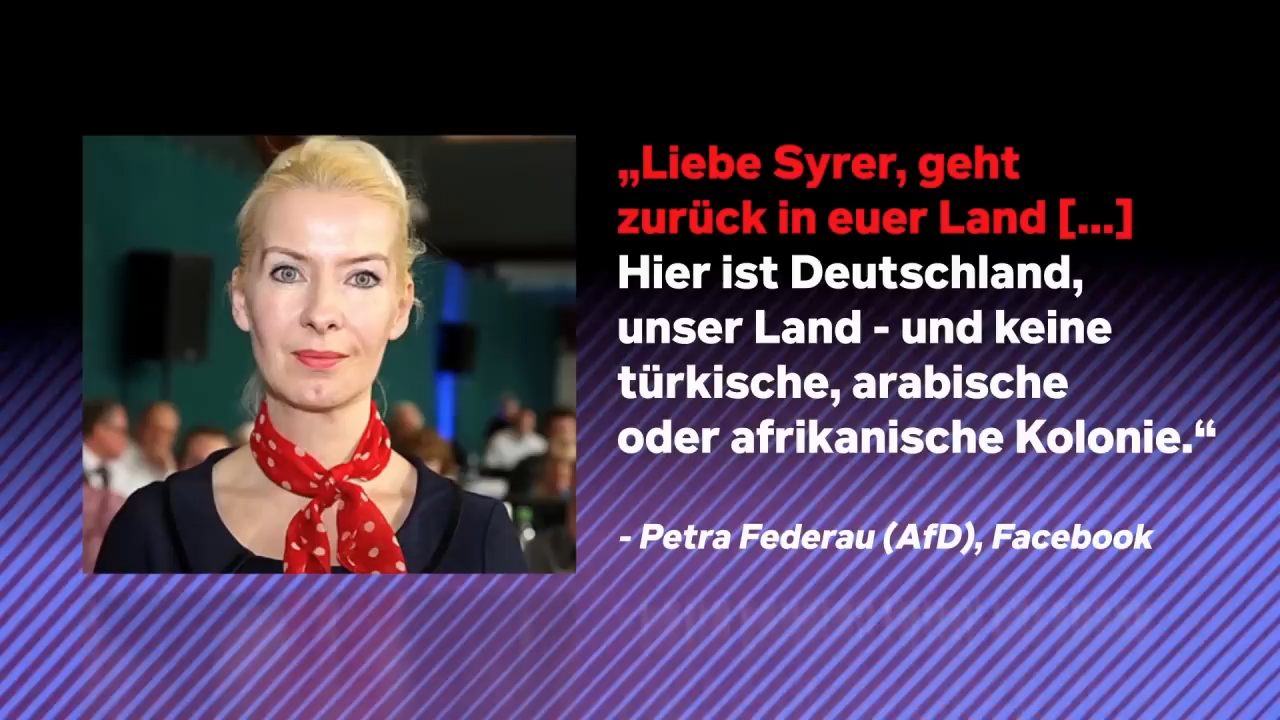 „Liebe Syrer, geht
zurück in euer Land [...]
Hier ist Deutschland,
unser Land - und keine
türkische, arabische
oder afrikanische Kolonie.“
- Petra Federau (AfD), Facebook